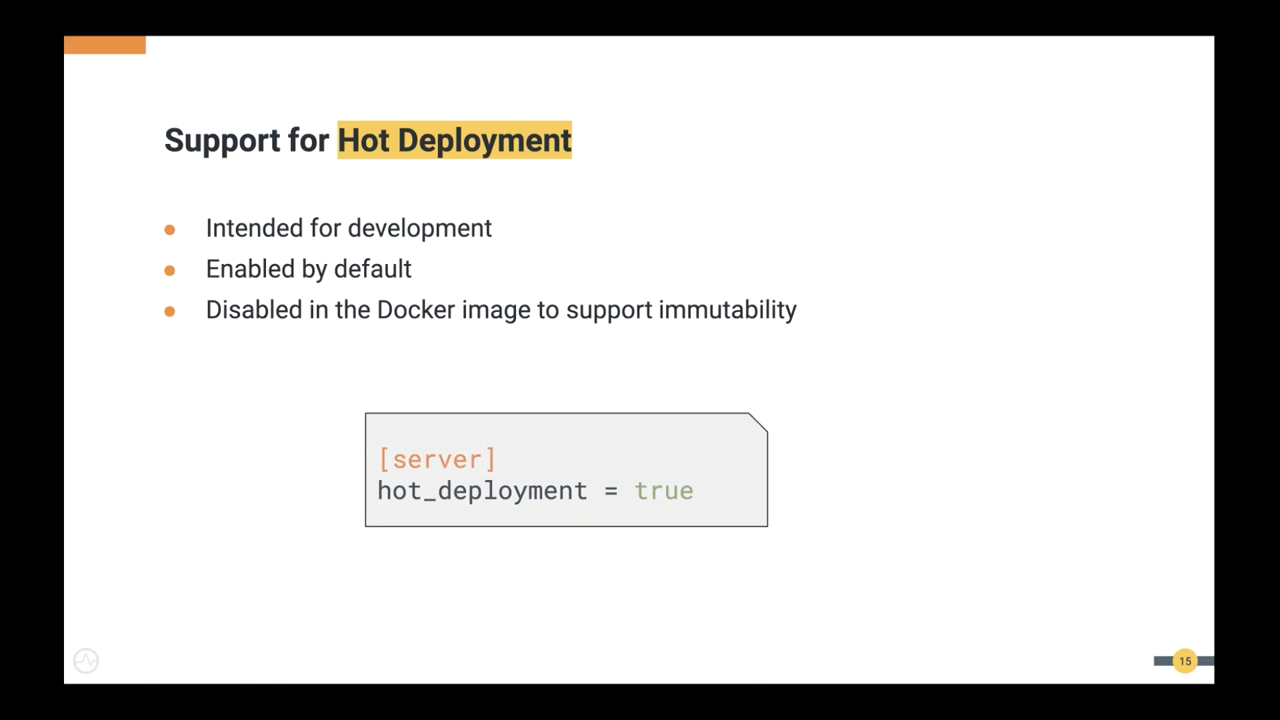 Support for Hot Deployment
Intended for development
Enabled by default
Disabled in the Docker image to support immutability
[server]
hot_deployment = true
15